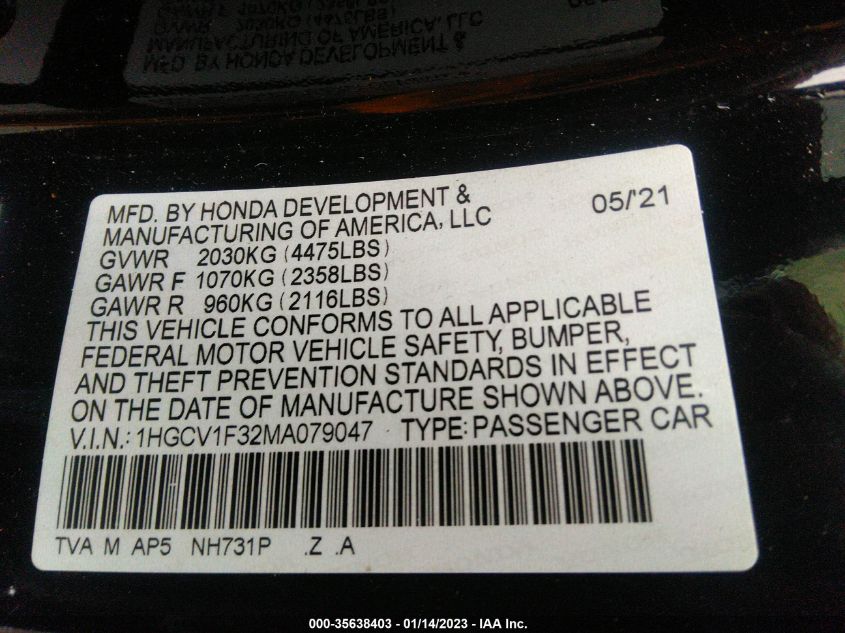 MFD. BY HONDA DEVELOPMENT &
MANUFACTURING OF AMERICA, LLC
05/'21
GVWR 2030KG (4475LBS)
GAWR F 1070KG (2358LBS)
GAWR R 960KG (2116LBS)
THIS VEHICLE CONFORMS TO ALL APPLICABLE
FEDERAL MOTOR VEHICLE SAFETY, BUMPER,
AND THEFT PREVENTION STANDARDS IN EFFECT
ON THE DATE OF MANUFACTURE SHOWN ABOVE.
V.I.N.: 1HGCV1F32MA079047 TYPE: PASSENGER CAR
TVA M AP5 NH731P .Z .A
000-35638403 - 01/14/2023 - IAA Inc.